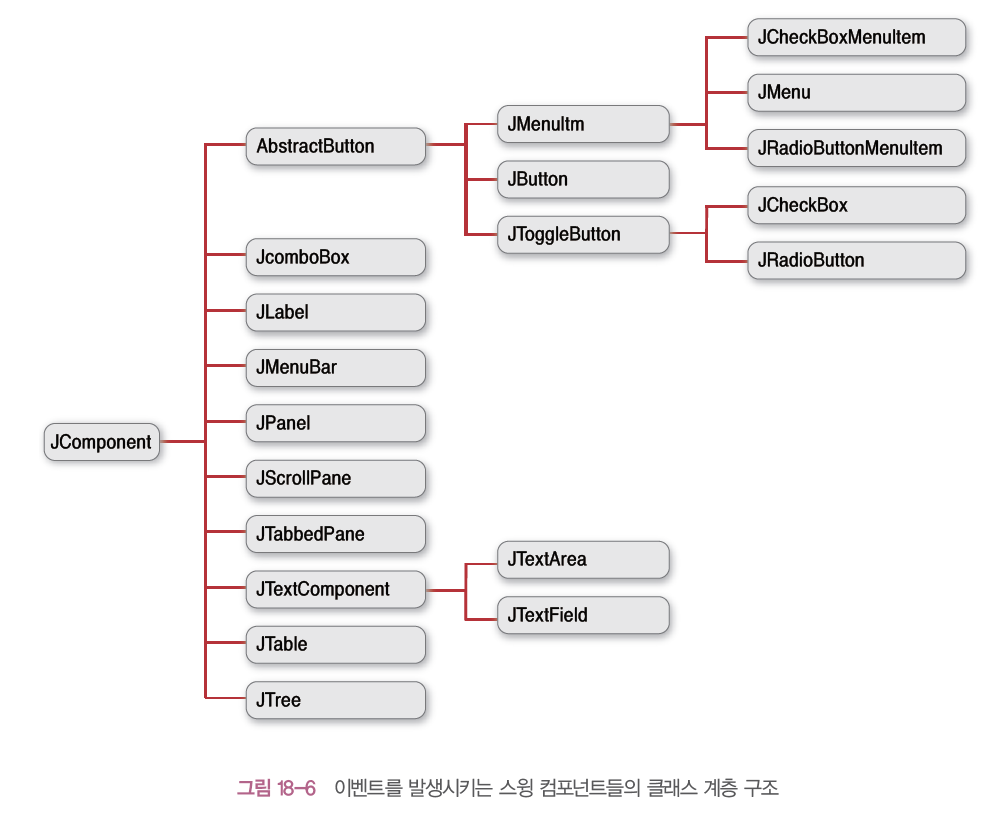 JComponent
AbstractButton
JcomboBox
JLabel
JMenuBar
JPanel
JScrollPane
JTabbedPane
JTextComponent
JTable
JTree
JMenuItm
JButton
JToggleButton
JTextArea
JTextField
JCheckBoxMenuItem
JMenu
JRadioButtonMenuItem
JCheckBox
JRadioButton
그림 18-6 이벤트를 발생시키는 스윙 컴포넌트들의 클래스 계층 구조